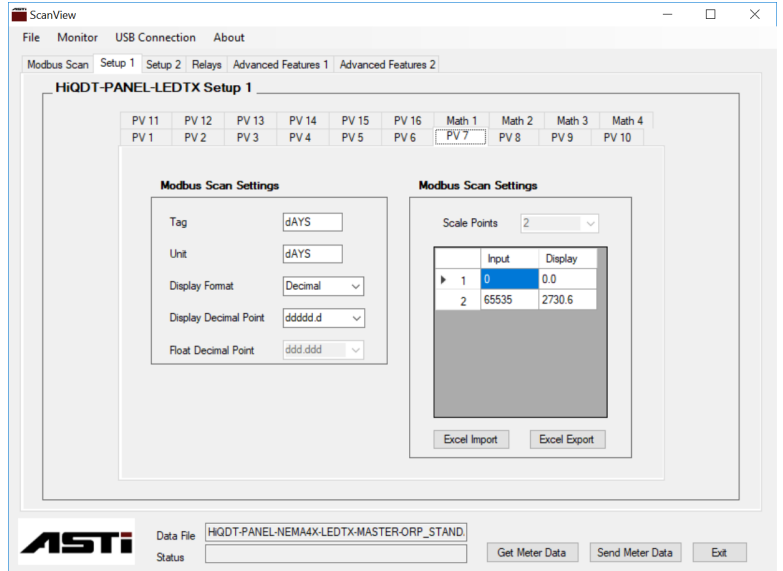 ScanView
File Monitor USB Connection About
Modbus Scan Setup 1 Setup 2 Relays Advanced Features 1 Advanced Features 2
HiQDT-PANEL-LEDTX Setup 1
PV 11 PV 12 PV 13 PV 14 PV 15 PV 16 Math 1 Math 2 Math 3 Math 4
PV 1 PV 2 PV 3 PV 4 PV 5 PV 6 PV 7 PV 8 PV 9 PV 10
Modbus Scan Settings
Tag dAYS
Unit dAYS
Display Format Decimal
Display Decimal Point ddddd.d
Float Decimal Point ddd.ddd
Modbus Scan Settings
Scale Points 2
Input Display
1 0 0.0
2 65535 2730.6
Excel Import Excel Export
ASTi
Data File HiQDT-PANEL-NEMA4X-LEDTX-MASTER-ORP_STAND.
Status
Get Meter Data Send Meter Data Exit